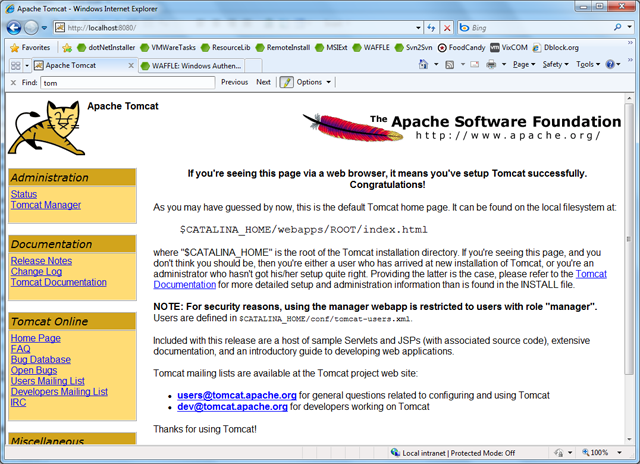 Apache Tomcat - Windows Internet Explorer
http://localhost:8080/
Bing
Favorites dotNetInstaller VMWareTasks ResourceLib RemoteInstall MSIExt WAFFLE Svn2Svn FoodCandy VixCOM Dblock.org
Apache Tomcat WAFFLE: Windows Authen... Page Safety Tools
Find: tom Previous Next Options
Apache Tomcat
The Apache Software Foundation
http://www.apache.org/
Administration
Status
Tomcat Manager
Documentation
Release Notes
Change Log
Tomcat Documentation
Tomcat Online
Home Page
FAQ
Bug Database
Open Bugs
Users Mailing List
Developers Mailing List
IRC
Miscellaneous
If you're seeing this page via a web browser, it means you've setup Tomcat successfully.
Congratulations!
As you may have guessed by now, this is the default Tomcat home page. It can be found on the local filesystem at:
$CATALINA_HOME/webapps/ROOT/index.html
where "$CATALINA_HOME" is the root of the Tomcat installation directory. If you're seeing this page, and you
don't think you should be, then you're either a user who has arrived at new installation of Tomcat, or you're an
administrator who hasn't got his/her setup quite right. Providing the latter is the case, please refer to the Tomcat
Documentation for more detailed setup and administration information than is found in the INSTALL file.
NOTE: For security reasons, using the manager webapp is restricted to users with role "manager".
Users are defined in $CATALINA_HOME/conf/tomcat-users.xml.
Included with this release are a host of sample Servlets and JSPs (with associated source code), extensive
documentation, and an introductory guide to developing web applications.
Tomcat mailing lists are available at the Tomcat project web site:
users@tomcat.apache.org for general questions related to configuring and using Tomcat
dev@tomcat.apache.org for developers working on Tomcat
Thanks for using Tomcat!
Local intranet | Protected Mode: Off 100%